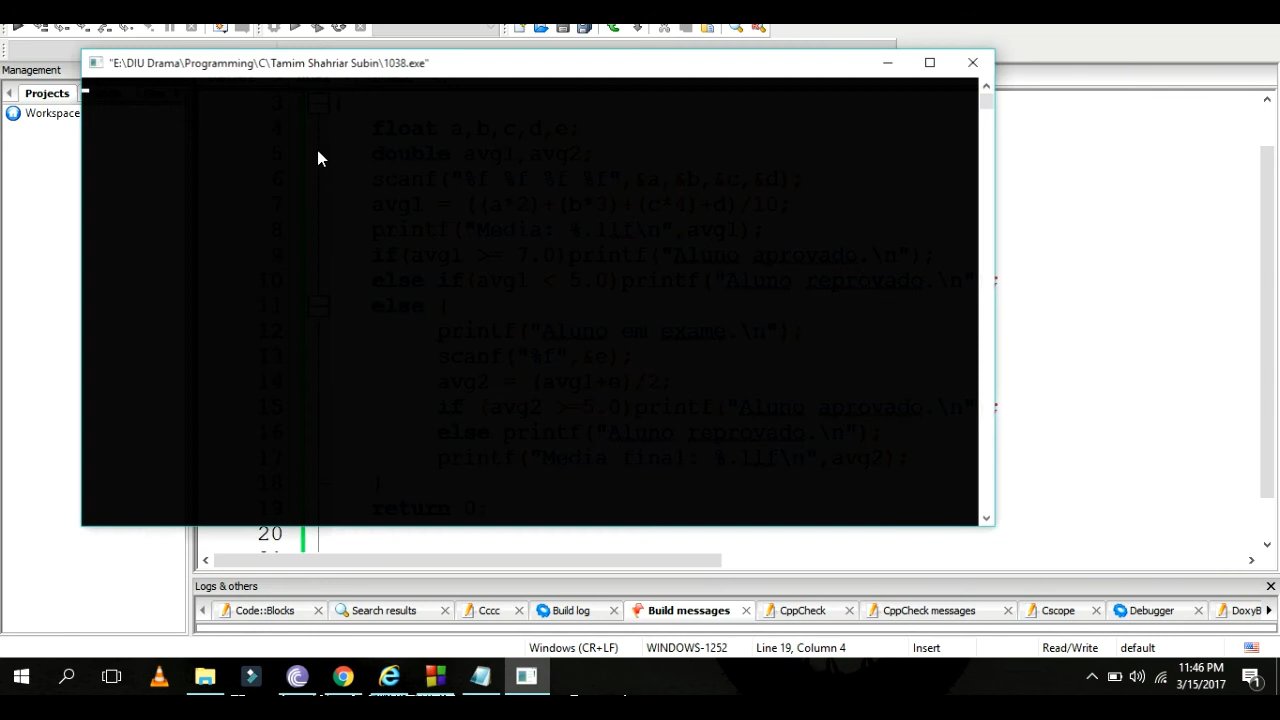 Management
"E:\DIU Drama\Programming\C\Tamim Shahriar Subin\1038.exe"
Projects
Workspace
3 {
4 float a,b,c,d,e;
5 double avg1,avg2;
6 scanf("%f %f %f %f",&a,&b,&c,&d);
7 avg1 = ((a*2)+(b*3)+(c*4)+d)/10;
8 printf("Media: %.1lf\n",avg1);
9 if(avg1 >= 7.0)printf("Aluno aprovado.\n");
10 else if(avg1 < 5.0)printf("Aluno reprovado.\n");
11 else {
12 printf("Aluno em exame.\n");
13 scanf("%f",&e);
14 avg2 = (avg1+e)/2;
15 if (avg2 >=5.0)printf("Aluno aprovado.\n");
16 else printf("Aluno reprovado.\n");
17 printf("Media final: %.1lf\n",avg2);
18 }
19 return 0;
20
Logs & others
Code::Blocks
Search results
Cccc
Build log
Build messages
CppCheck
CppCheck messages
Cscope
Debugger
DoxyB
Windows (CR+LF)
WINDOWS-1252
Line 19, Column 4
Insert
Read/Write
default
11:46 PM
3/15/2017